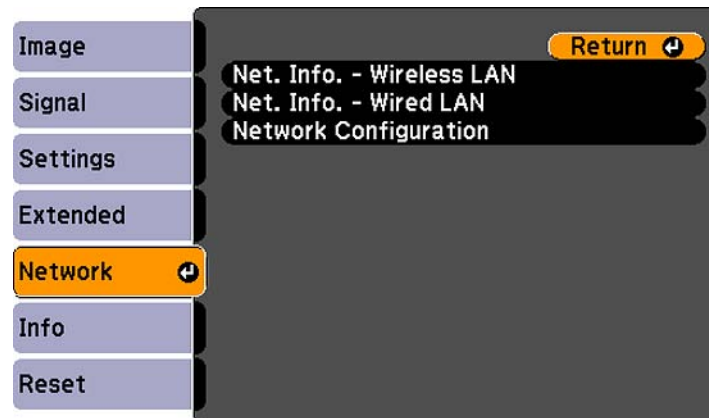 Image
Signal
Settings
Extended
Network
Info
Reset
Return
Net. Info. - Wireless LAN
Net. Info. - Wired LAN
Network Configuration